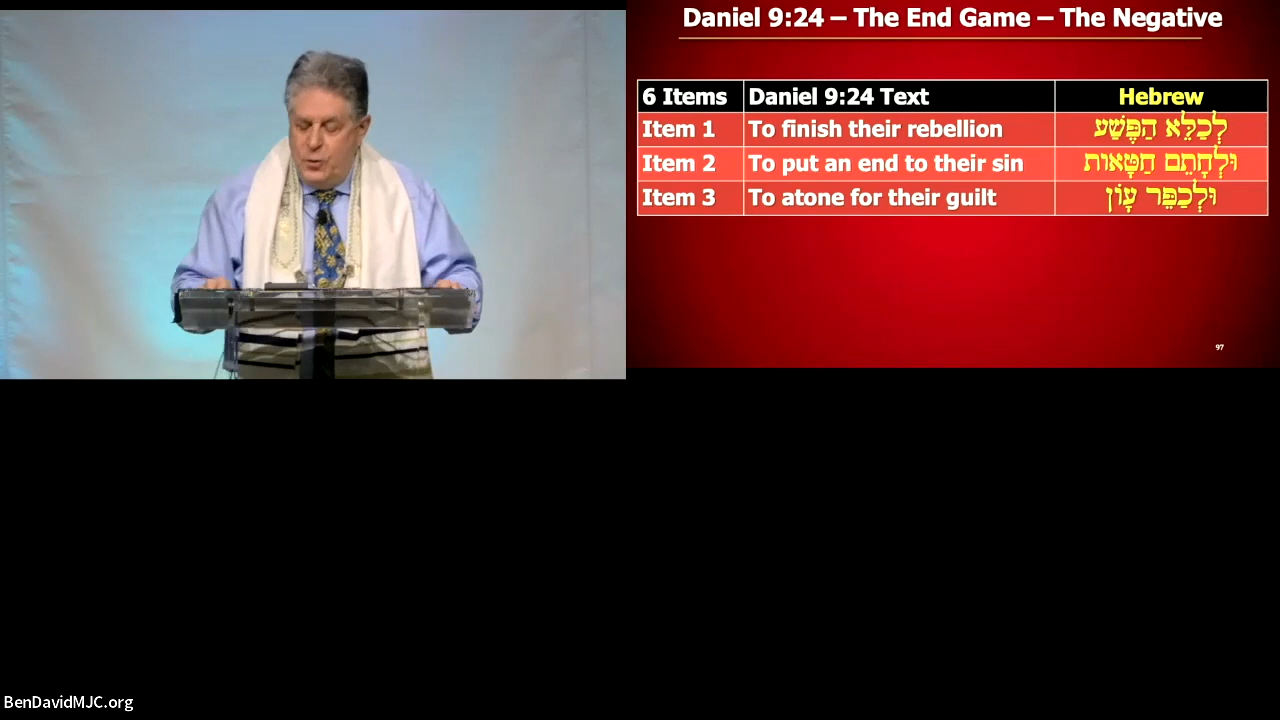 Daniel 9:24 – The End Game – The Negative
6 Items Daniel 9:24 Text Hebrew
Item 1 To finish their rebellion לְכַלֵּא הַפֶּשַׁע
Item 2 To put an end to their sin וּלְחָתֵם חַטָּאות
Item 3 To atone for their guilt וּלְכַפֵּר עָוֹן
97
BenDavidMJC.org